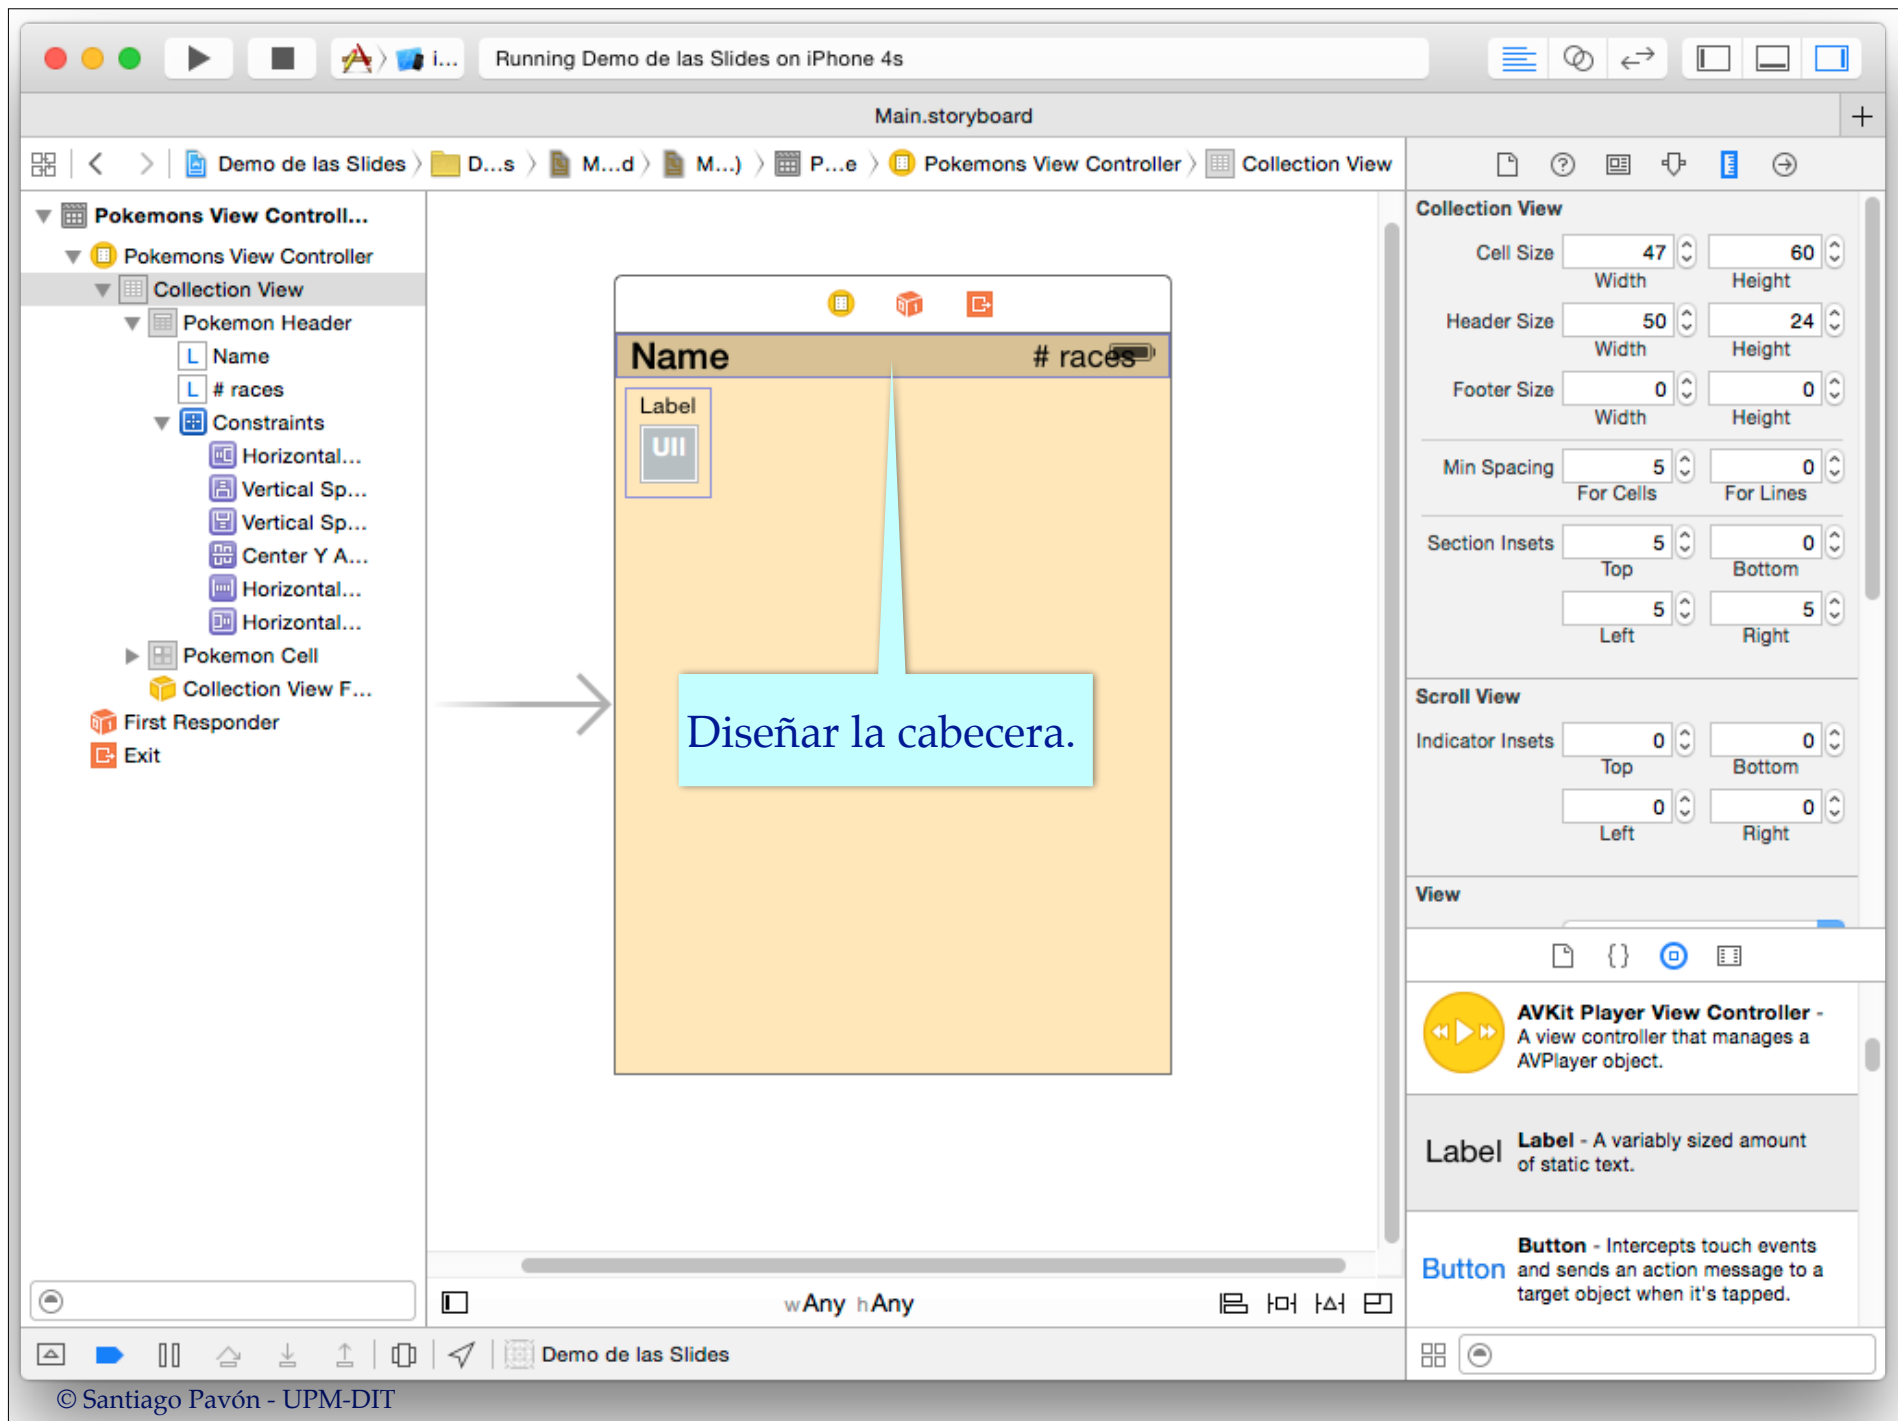 i...
Running Demo de las Slides on iPhone 4s
Main.storyboard
Demo de las Slides
D...s
M...d
M...)
P...e
Pokemons View Controller
Collection View
Pokemons View Controll...
Pokemons View Controller
Collection View
Pokemon Header
L Name
L # races
Constraints
Horizontal...
Vertical Sp...
Vertical Sp...
Center Y A...
Horizontal...
Horizontal...
Pokemon Cell
Collection View F...
First Responder
Exit
Name
# races
Label
UII
Diseñar la cabecera.
wAny hAny
Demo de las Slides
Collection View
Cell Size 47 60
Width Height
Header Size 50 24
Width Height
Footer Size 0 0
Width Height
Min Spacing 5 0
For Cells For Lines
Section Insets 5 0
Top Bottom
5 5
Left Right
Scroll View
Indicator Insets 0 0
Top Bottom
0 0
Left Right
View
{}
AVKit Player View Controller -
A view controller that manages a
AVPlayer object.
Label
Label - A variably sized amount
of static text.
Button
Button - Intercepts touch events
and sends an action message to a
target object when it's tapped.
© Santiago Pavón - UPM-DIT